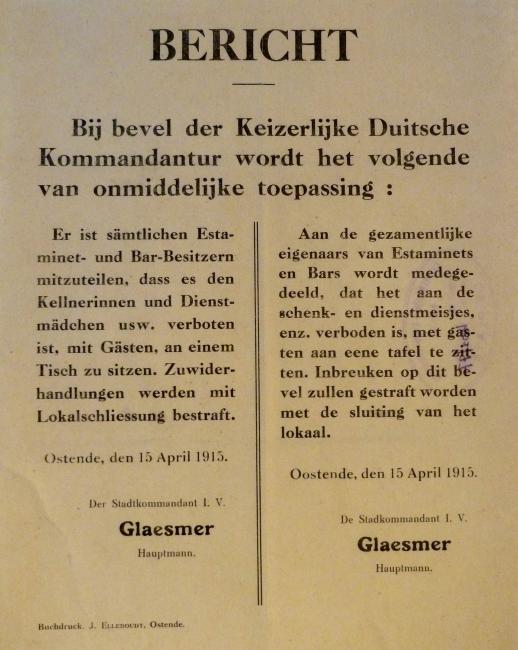 BERICHT
Bij bevel der Keizerlijke Duitsche
Kommandantur wordt het volgende
van onmiddelijke toepassing :
Er ist sämtlichen Esta-
minet- und Bar-Besitzern
mitzuteilen, dass es den
Kellnerinnen und Dienst-
mädchen usw. verboten
ist, mit Gästen, an einem
Tisch zu sitzen. Zuwider-
handlungen werden mit
Lokalschliessung bestraft.
Ostende, den 15 April 1915.
Der Stadtkommandant I. V.
Glaesmer
Hauptmann.
Aan de gezamentlijke
eigenaars van Estaminets
en Bars wordt medege-
deeld, dat het aan de
schenk- en dienstmeisjes,
enz. verboden is, met gas-
ten aan eene tafel te zit-
ten. Inbreuken op dit be-
vel zullen gestraft worden
met de sluiting van het
lokaal.
Oostende, den 15 April 1915.
De Stadkommandant I. V.
Glaesmer
Hauptmann.
Buchdruck. J. ELLEBOUDT, Ostende.